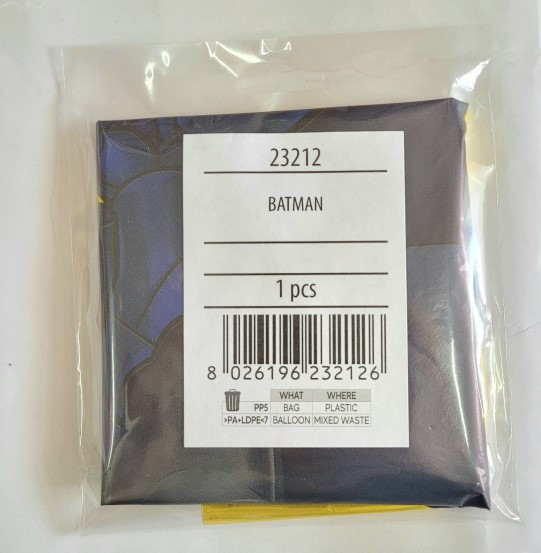 23212
BATMAN
1 pcs
8 026196 232126
WHAT WHERE
PP5 BAG PLASTIC
>PA+LDPE<7 BALLOON MIXED WASTE